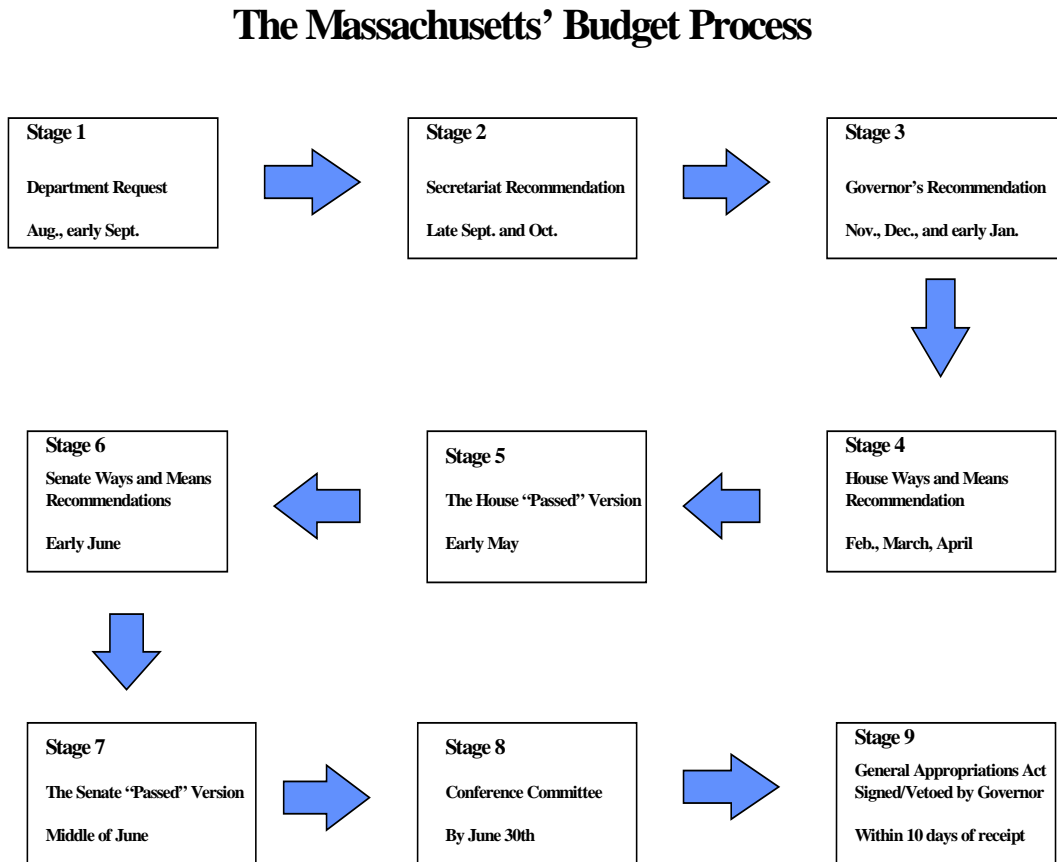 The Massachusetts’ Budget Process
Stage 1
Department Request
Aug., early Sept.
Stage 2
Secretariat Recommendation
Late Sept. and Oct.
Stage 3
Governor’s Recommendation
Nov., Dec., and early Jan.
Stage 4
House Ways and Means
Recommendation
Feb., March, April
Stage 5
The House “Passed” Version
Early May
Stage 6
Senate Ways and Means
Recommendations
Early June
Stage 7
The Senate “Passed” Version
Middle of June
Stage 8
Conference Committee
By June 30th
Stage 9
General Appropriations Act
Signed/Vetoed by Governor
Within 10 days of receipt